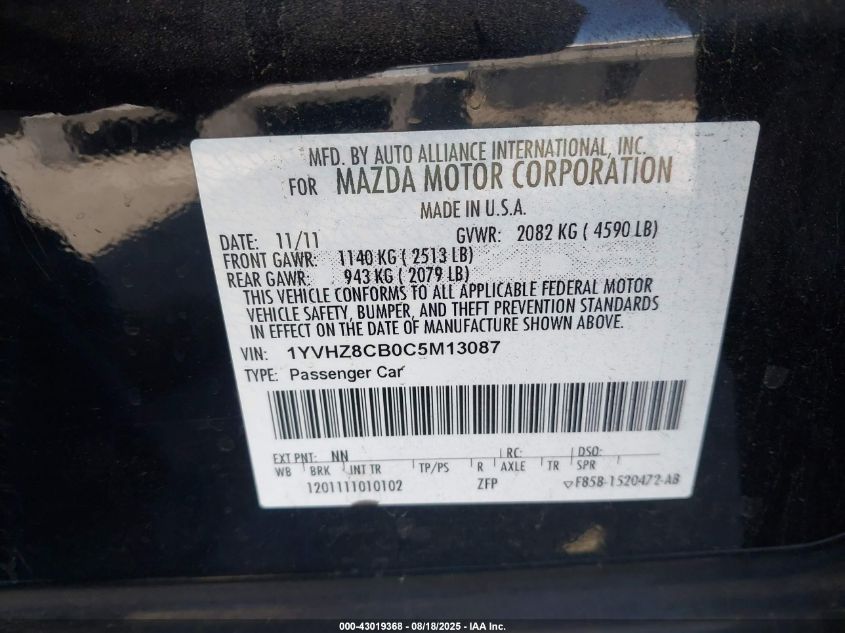 MFD. BY AUTO ALLIANCE INTERNATIONAL, INC.
FOR MAZDA MOTOR CORPORATION
MADE IN U.S.A.
DATE: 11/11 GVWR: 2082 KG ( 4590 LB)
FRONT GAWR: 1140 KG ( 2513 LB)
REAR GAWR: 943 KG ( 2079 LB)
THIS VEHICLE CONFORMS TO ALL APPLICABLE FEDERAL MOTOR
VEHICLE SAFETY, BUMPER, AND THEFT PREVENTION STANDARDS
IN EFFECT ON THE DATE OF MANUFACTURE SHOWN ABOVE.
VIN: 1YVHZ8CB0C5M13087
TYPE: Passenger Car
EXT PNT: NN RC: DSO:
WB BRK INT TR TP/PS R AXLE TR SPR
1201111010102 ZFP F85B-1520472-AB
000-43019368 - 08/18/2025 - IAA Inc.